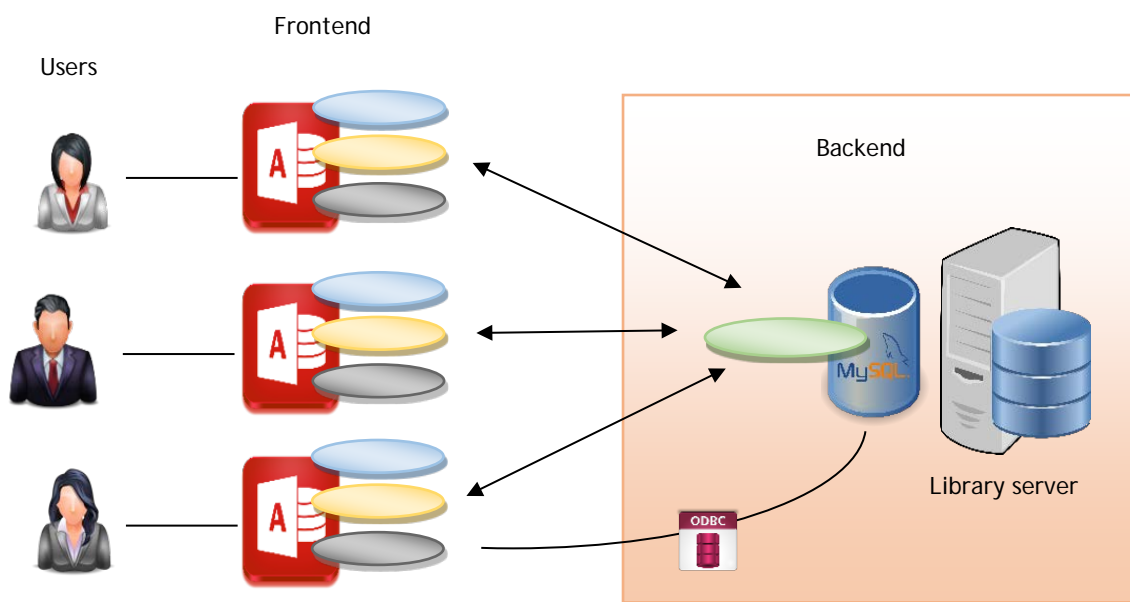 Frontend
Users
Backend
A
A
MySQL
A
Library server
ODBC